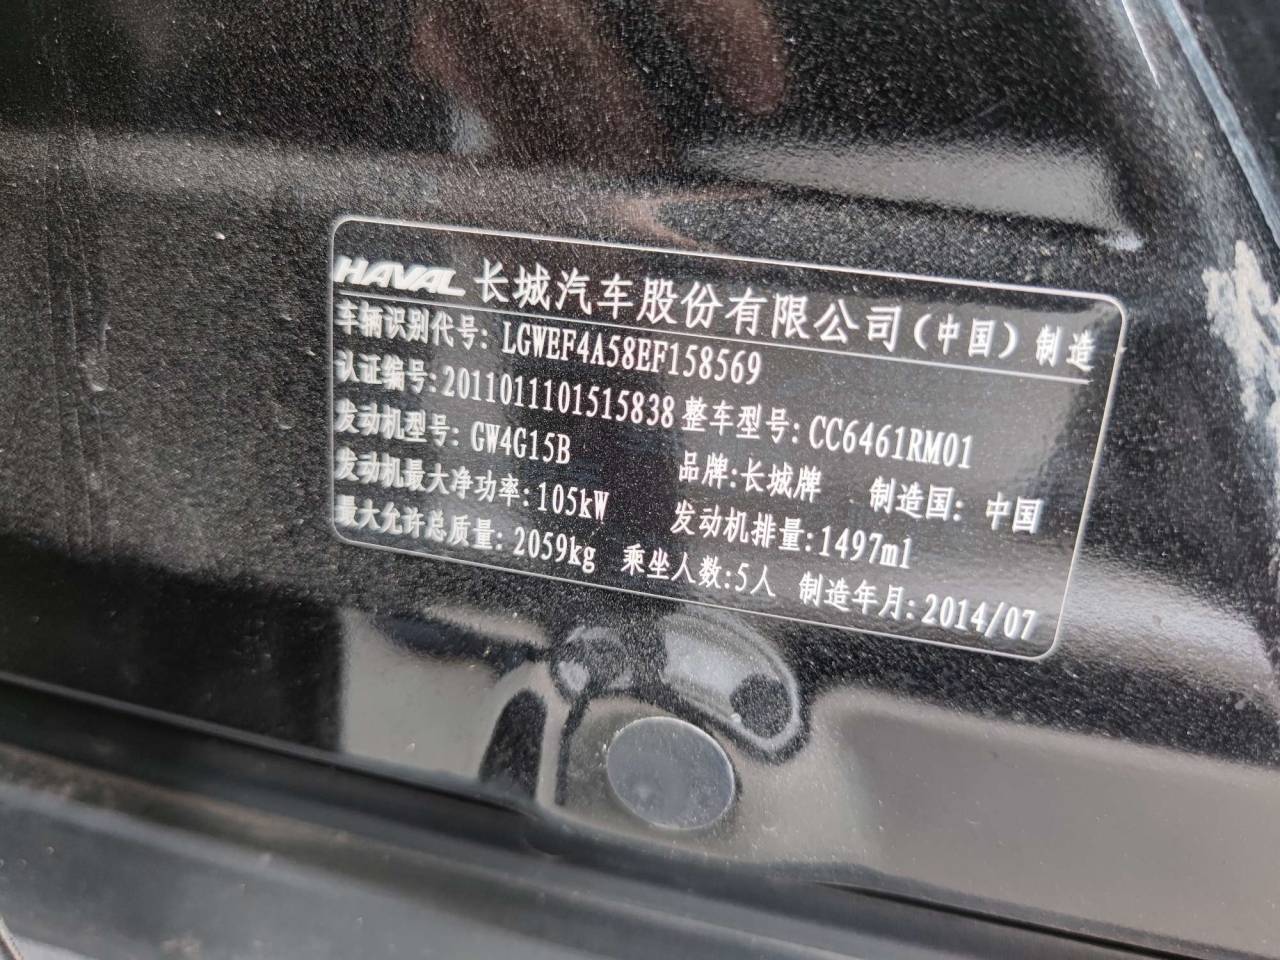 HAVAL 长城汽车股份有限公司(中国)制造
车辆识别代号: LGWEF4A58EF158569
认证编号:2011011101515838 整车型号: CC6461RM01
发动机型号: GW4G15B 品牌:长城牌 制造国: 中国
发动机最大净功率: 105kW 发动机排量:1497ml
最大允许总质量: 2059kg 乘坐人数:5人 制造年月: 2014/07